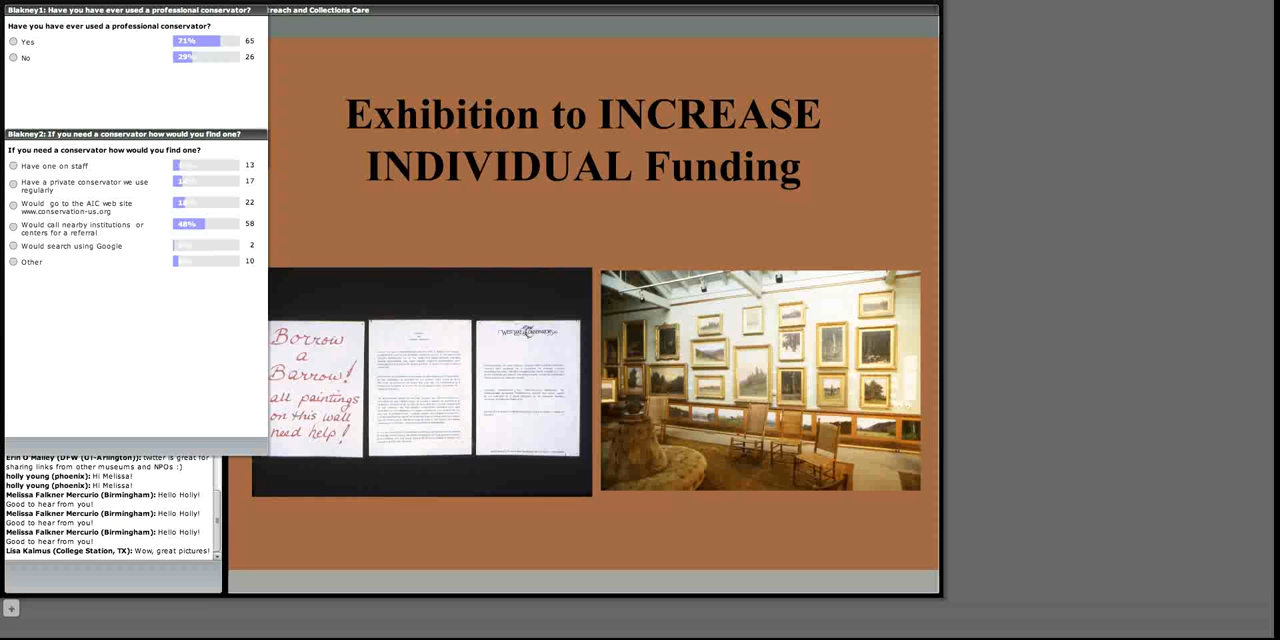 Blakney1: Have you have ever used a professional conservator?
reach and Collections Care
Have you have ever used a professional conservator?
Yes 71% 65
No 29% 26
Blakney2: If you need a conservator how would you find one?
If you need a conservator how would you find one?
Have one on staff 13
Have a private conservator we use
regularly 17
Would go to the AIC web site
www.conservation-us.org 22
Would call nearby institutions or
centers for a referral 48% 58
Would search using Google 2
Other 10
Exhibition to INCREASE
INDIVIDUAL Funding
Borrow
a
Barrow!
all paintings
on this wall
need help!
Erin O'Malley (DFW (UT-Arlington)): twitter is great for
sharing links from other museums and NPOs :)
holly young (phoenix): Hi Melissa!
holly young (phoenix): Hi Melissa!
Melissa Falkner Mercurio (Birmingham): Hello Holly!
Good to hear from you!
Melissa Falkner Mercurio (Birmingham): Hello Holly!
Good to hear from you!
Melissa Falkner Mercurio (Birmingham): Hello Holly!
Good to hear from you!
Lisa Kalmus (College Station, TX): Wow, great pictures!